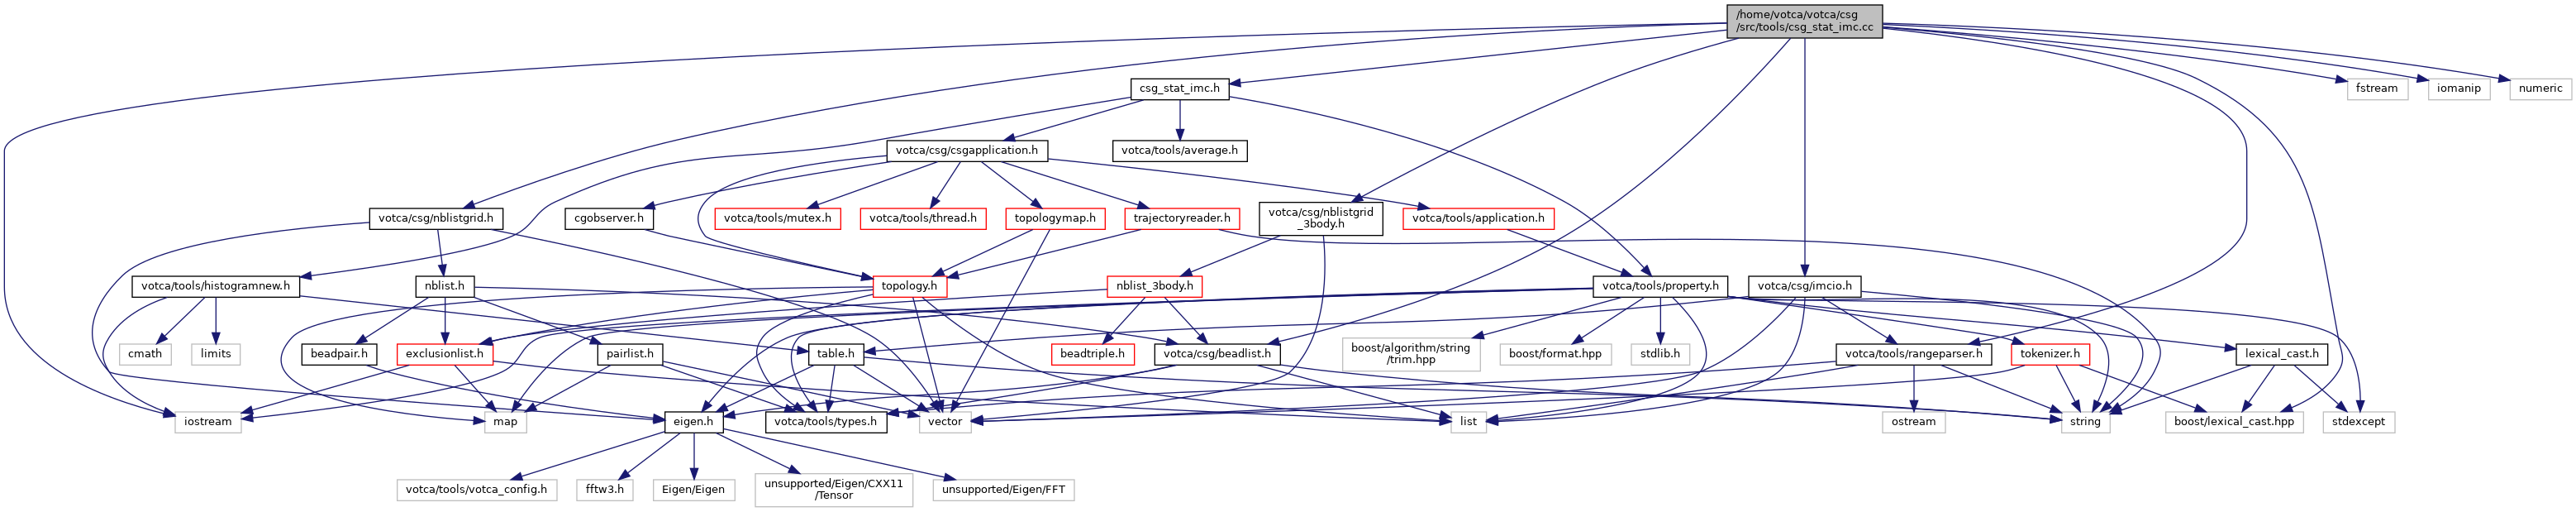 /home/votca/votca/csg
/src/tools/csg_stat_imc.cc
csg_stat_imc.h
fstream
iomanip
numeric
votca/csg/csgapplication.h
votca/tools/average.h
votca/csg/nblistgrid.h
cgobserver.h
votca/tools/mutex.h
votca/tools/thread.h
topologymap.h
trajectoryreader.h
votca/csg/nblistgrid
_3body.h
votca/tools/application.h
votca/tools/histogramnew.h
nblist.h
topology.h
nblist_3body.h
votca/tools/property.h
votca/csg/imcio.h
cmath
limits
beadpair.h
exclusionlist.h
pairlist.h
table.h
beadtriple.h
votca/csg/beadlist.h
boost/algorithm/string
/trim.hpp
boost/format.hpp
stdlib.h
votca/tools/rangeparser.h
tokenizer.h
lexical_cast.h
iostream
map
eigen.h
votca/tools/types.h
vector
list
ostream
string
boost/lexical_cast.hpp
stdexcept
votca/tools/votca_config.h
fftw3.h
Eigen/Eigen
unsupported/Eigen/CXX11
/Tensor
unsupported/Eigen/FFT